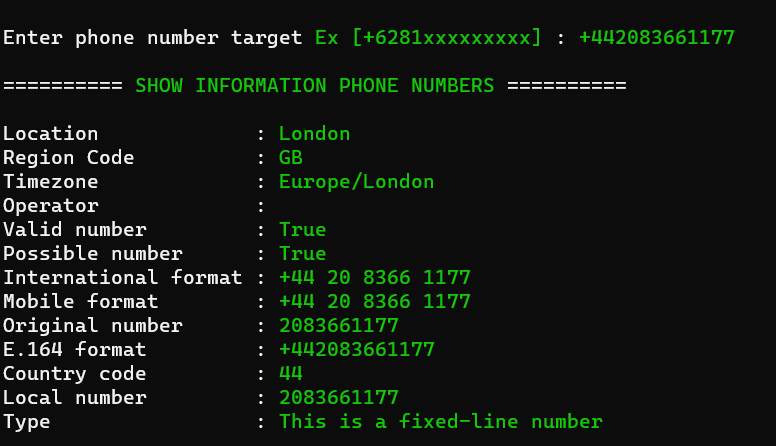 Enter phone number target Ex [+6281xxxxxxxxx] : +442083661177
========== SHOW INFORMATION PHONE NUMBERS ==========
Location : London
Region Code : GB
Timezone : Europe/London
Operator :
Valid number : True
Possible number : True
International format : +44 20 8366 1177
Mobile format : +44 20 8366 1177
Original number : 2083661177
E.164 format : +442083661177
Country code : 44
Local number : 2083661177
Type : This is a fixed-line number